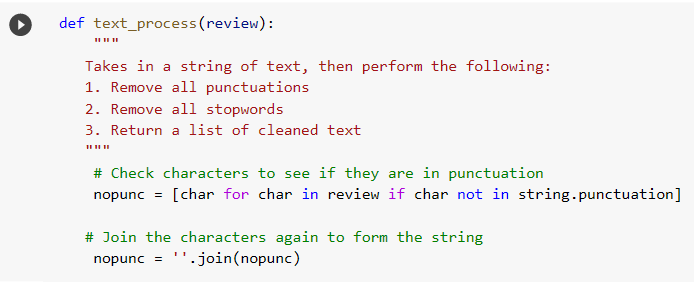 def text_process(review):
    """
   Takes in a string of text, then perform the following:
   1. Remove all punctuations
   2. Remove all stopwords
   3. Return a list of cleaned text
   """
    # Check characters to see if they are in punctuation
    nopunc = [char for char in review if char not in string.punctuation]

   # Join the characters again to form the string
    nopunc = ''.join(nopunc)